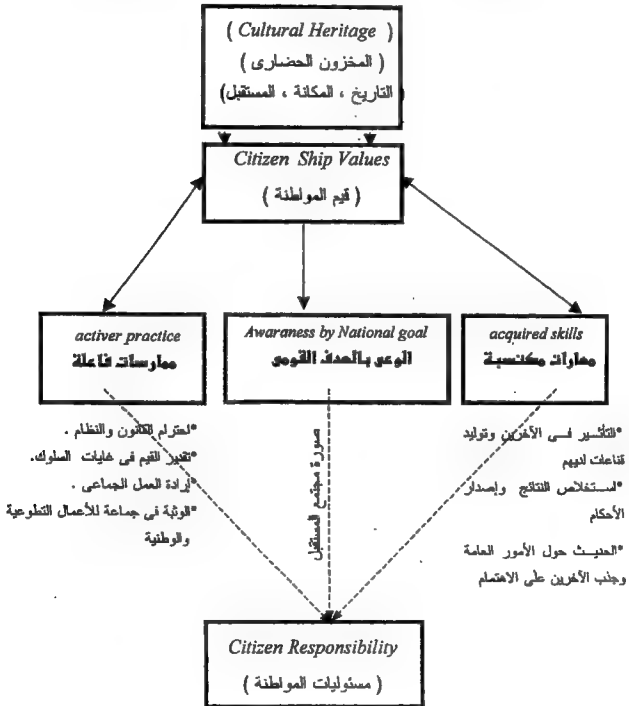 ( Cultural Heritage )
( المخزون الحضارى )
(التاريخ ، المكانة ، المستقبل)
Citizen Ship Values
( قيم المواطنة )
activer practice
ممارسات فاعلة
Awaraness by National goal
الوعى بالهدف القومى
acquired skills
مهارات مكتسبة
*احترام القانون والنظام .
*تقدير القيم فى غايات السلوك.
*إرادة العمل الجماعى .
*الوثبة فى جماعة للأعمال التطوعية
والوطنية
صورة مجتمع المستقبل
*التأثير فى الآخرين وتوليد
قناعات لديهم
*استخلاص النتائج وإصدار
الأحكام
*الحديث حول الأمور العامة
وجذب الآخرين على الاهتمام
Citizen Responsibility
( مسئوليات المواطنة )